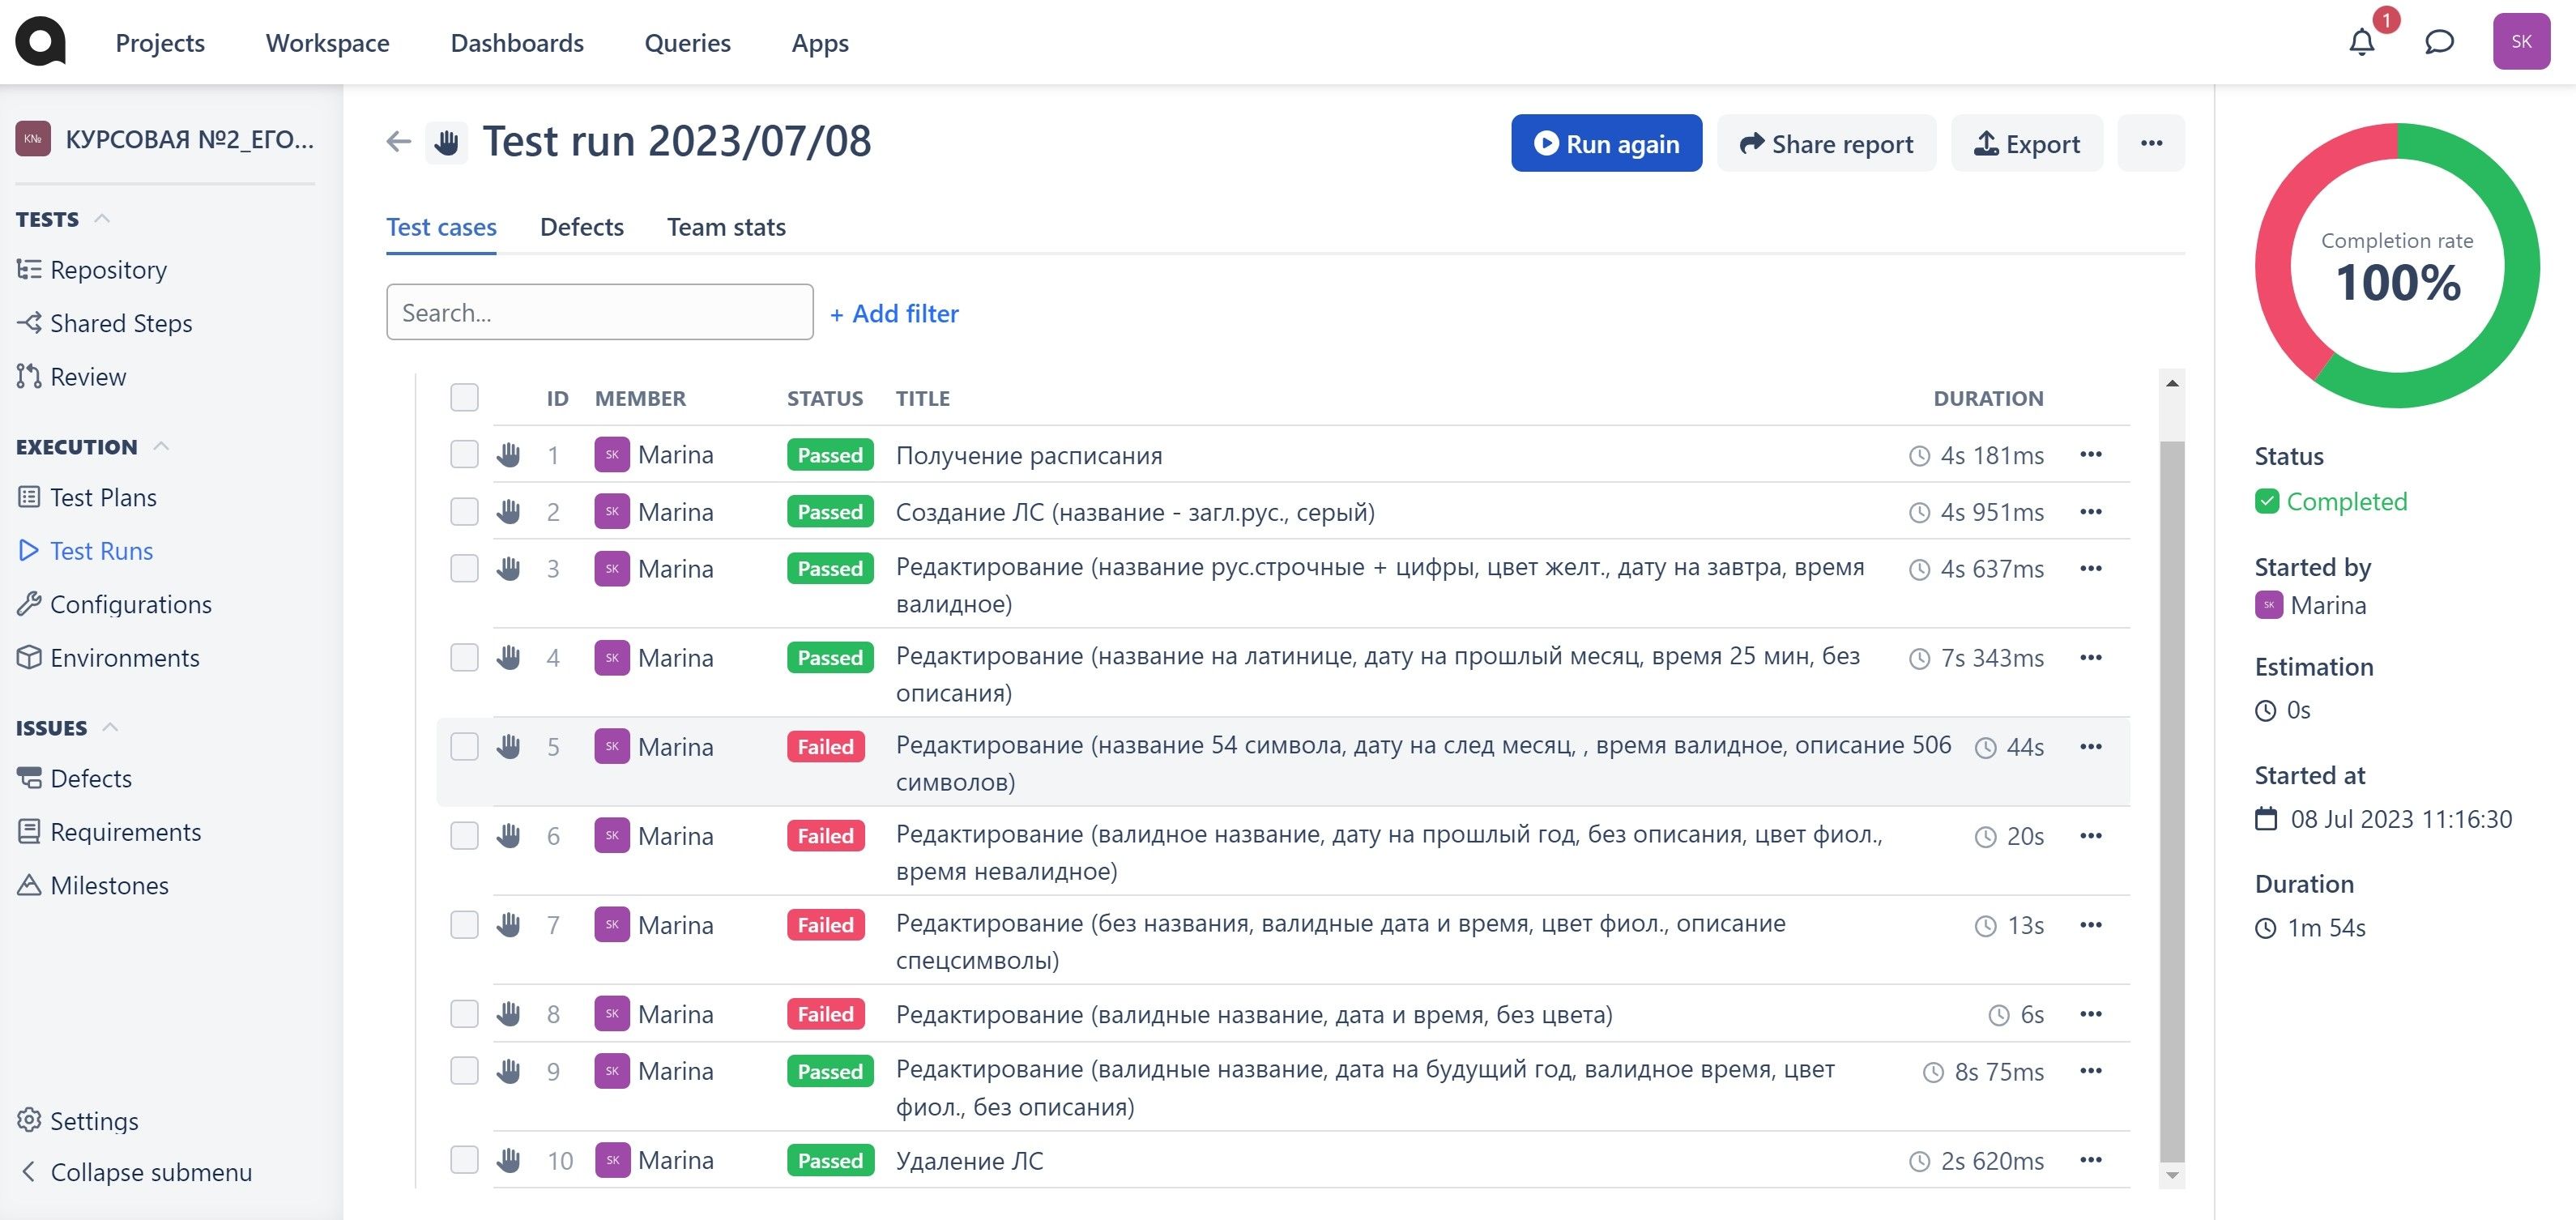 Projects Workspace Dashboards Queries Apps 1 SK
KN КУРСОВАЯ №2_ЕГО...
TESTS
Repository
Shared Steps
Review
EXECUTION
Test Plans
Test Runs
Configurations
Environments
ISSUES
Defects
Requirements
Milestones
Settings
Collapse submenu
Test run 2023/07/08
Run again Share report Export
Test cases Defects Team stats
Search... + Add filter
ID MEMBER STATUS TITLE DURATION
1 SK Marina Passed Получение расписания 4s 181ms
2 SK Marina Passed Создание ЛС (название - загл.рус., серый) 4s 951ms
3 SK Marina Passed Редактирование (название рус.строчные + цифры, цвет желт., дату на завтра, время 4s 637ms
валидное)
4 SK Marina Passed Редактирование (название на латинице, дату на прошлый месяц, время 25 мин, без 7s 343ms
описания)
5 SK Marina Failed Редактирование (название 54 символа, дату на след месяц, , время валидное, описание 506 44s
символов)
6 SK Marina Failed Редактирование (валидное название, дату на прошлый год, без описания, цвет фиол., 20s
время невалидное)
7 SK Marina Failed Редактирование (без названия, валидные дата и время, цвет фиол., описание 13s
спецсимволы)
8 SK Marina Failed Редактирование (валидные название, дата и время, без цвета) 6s
9 SK Marina Passed Редактирование (валидные название, дата на будущий год, валидное время, цвет 8s 75ms
фиол., без описания)
10 SK Marina Passed Удаление ЛС 2s 620ms
Completion rate
100%
Status
Completed
Started by
SK Marina
Estimation
0s
Started at
08 Jul 2023 11:16:30
Duration
1m 54s